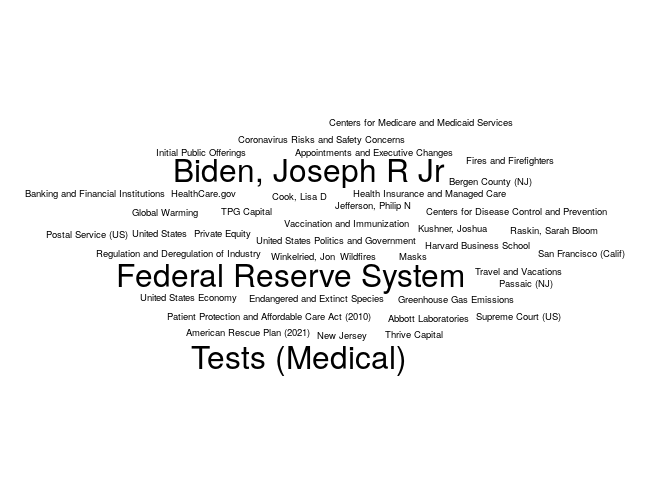 Centers for Medicare and Medicaid Services
Coronavirus Risks and Safety Concerns
Initial Public Offerings
Appointments and Executive Changes
Biden, Joseph R Jr
Fires and Firefighters
Bergen County (NJ)
Banking and Financial Institutions
HealthCare.gov
Cook, Lisa D
Health Insurance and Managed Care
Jefferson, Philip N
Global Warming
TPG Capital
Centers for Disease Control and Prevention
Vaccination and Immunization
Kushner, Joshua
Raskin, Sarah Bloom
Postal Service (US)
United States
Private Equity
United States Politics and Government
Harvard Business School
Regulation and Deregulation of Industry
Winkelried, Jon
Wildfires
Masks
San Francisco (Calif)
Federal Reserve System
Travel and Vacations
Passaic (NJ)
United States Economy
Endangered and Extinct Species
Greenhouse Gas Emissions
Patient Protection and Affordable Care Act (2010)
Abbott Laboratories
Supreme Court (US)
American Rescue Plan (2021)
New Jersey
Thrive Capital
Tests (Medical)